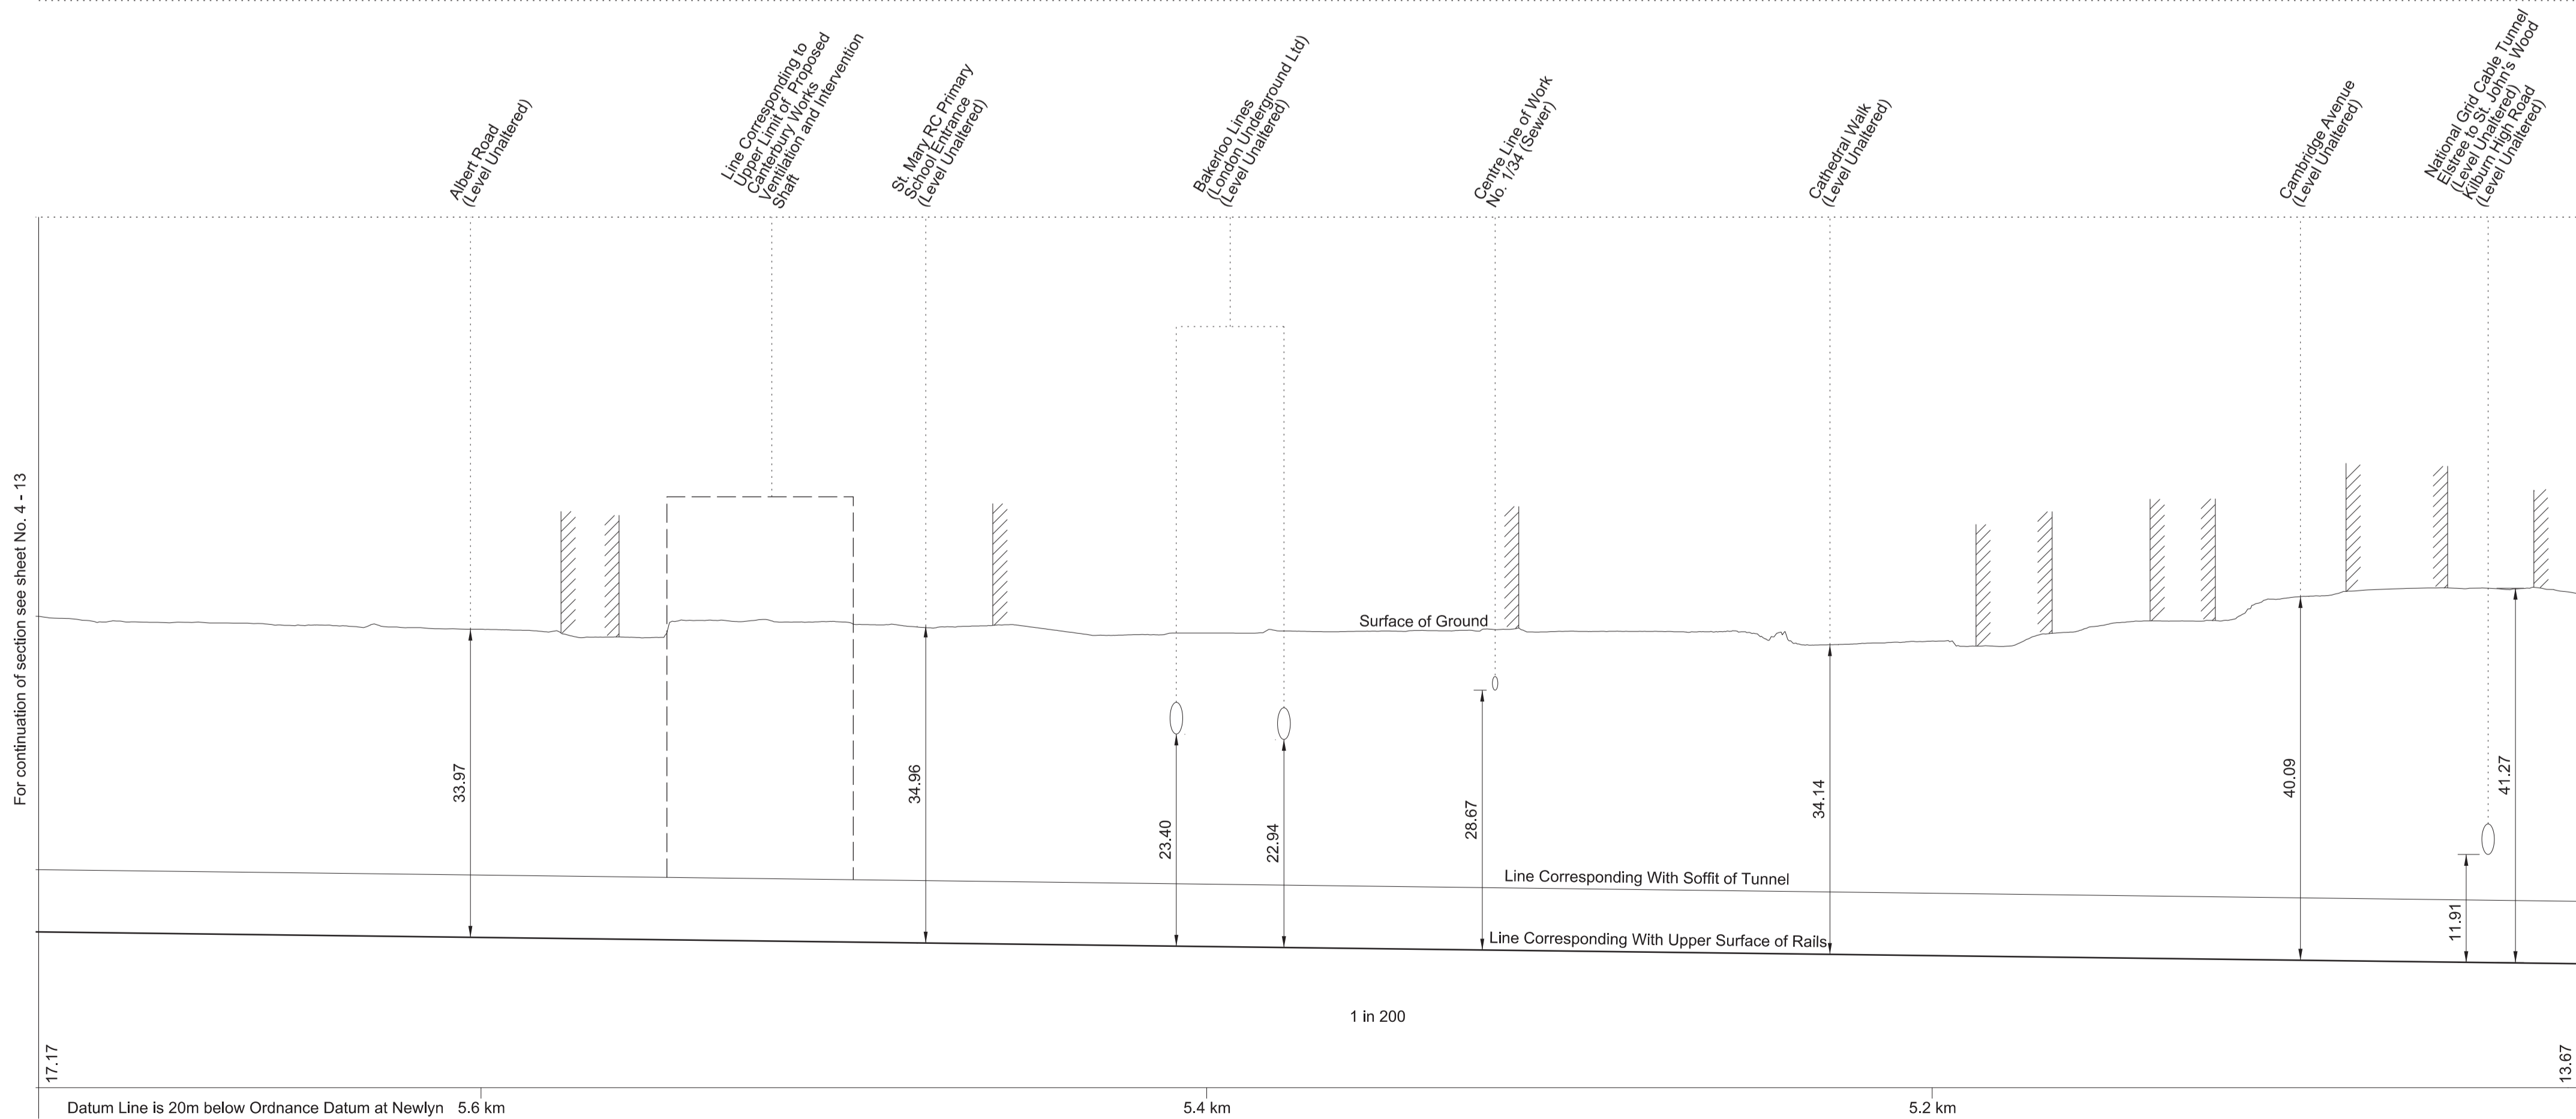 Albert Road
(Level Unaltered)
Line Corresponding to
Upper Limit of Proposed
Canterbury Works
Ventilation and Intervention
Shaft
St. Mary RC Primary
School Entrance
(Level Unaltered)
Bakerloo Lines
(London Underground Ltd)
(Level Unaltered)
Centre Line of Work
No. 1/34 (Sewer)
Cathedral Walk
(Level Unaltered)
Cambridge Avenue
(Level Unaltered)
National Grid Cable Tunnel
Elstree to St. John's Wood
(Level Unaltered)
Kilburn High Road
(Level Unaltered)
For continuation of section see sheet No. 4 - 13
Surface of Ground
33.97
34.96
23.40
22.94
28.67
34.14
40.09
41.27
11.91
Line Corresponding With Soffit of Tunnel
Line Corresponding With Upper Surface of Rails
1 in 200
17.17
13.67
Datum Line is 20m below Ordnance Datum at Newlyn
5.6 km
5.4 km
5.2 km